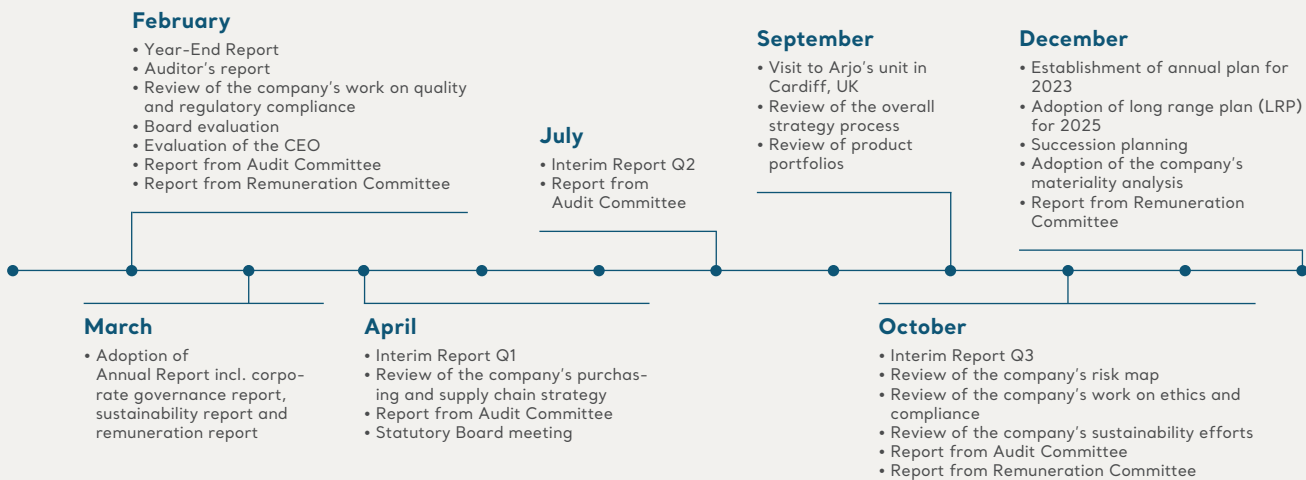 February
• Year-End Report
• Auditor's report
• Review of the company's work on quality
and regulatory compliance
• Board evaluation
• Evaluation of the CEO
• Report from Audit Committee
• Report from Remuneration Committee
July
• Interim Report Q2
• Report from
Audit Committee
September
• Visit to Arjo's unit in
Cardiff, UK
• Review of the overall
strategy process
• Review of product
portfolios
December
• Establishment of annual plan for
2023
• Adoption of long range plan (LRP)
for 2025
• Succession planning
• Adoption of the company's
materiality analysis
• Report from Remuneration
Committee
March
• Adoption of
Annual Report incl. corpo-
rate governance report,
sustainability report and
remuneration report
April
• Interim Report Q1
• Review of the company's purchas-
ing and supply chain strategy
• Report from Audit Committee
• Statutory Board meeting
October
• Interim Report Q3
• Review of the company's risk map
• Review of the company's work on ethics and
compliance
• Review of the company's sustainability efforts
• Report from Audit Committee
• Report from Remuneration Committee